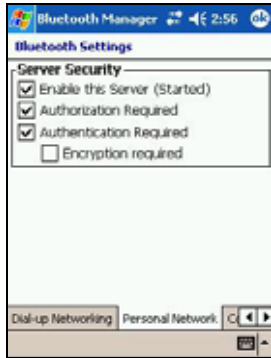 Bluetooth Manager 2:56 ok
Bluetooth Settings
Server Security
Enable this Server (Started)
Authorization Required
Authentication Required
Encryption required
Dial-up Networking Personal Network C